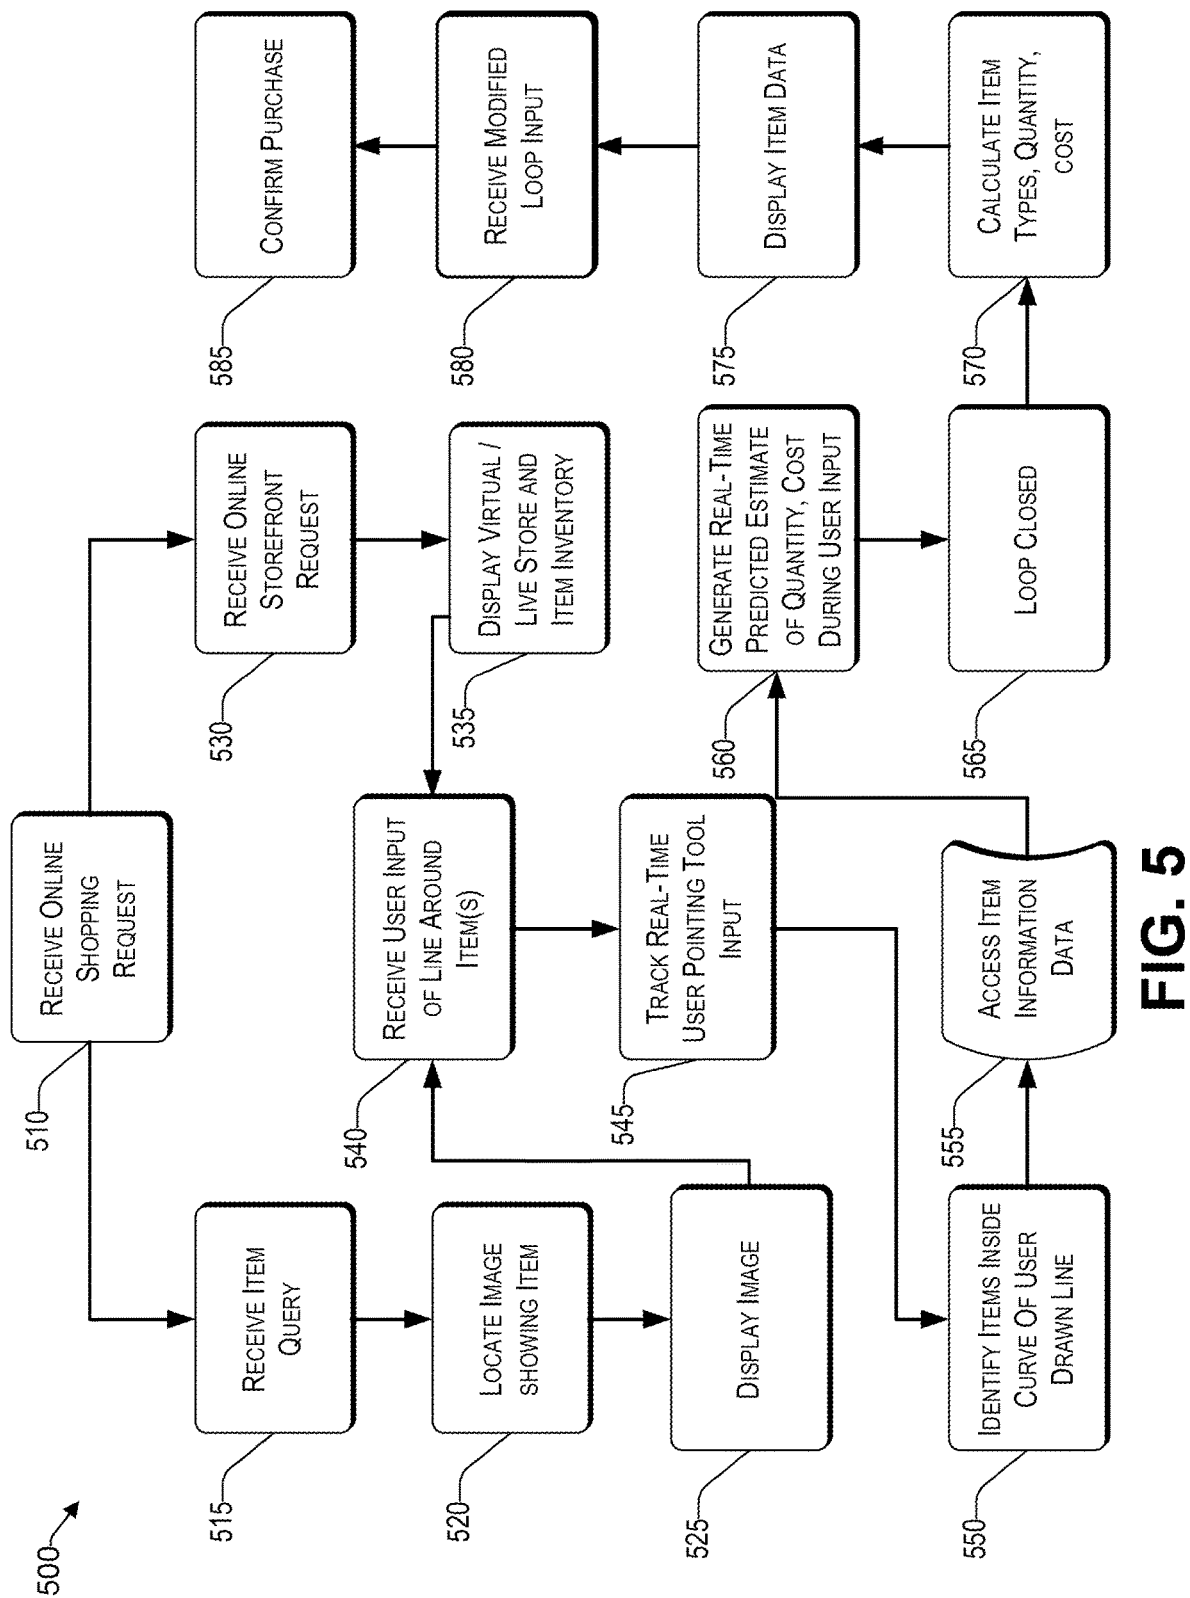 500
510
RECEIVE ONLINE
SHOPPING
REQUEST
515
RECEIVE ITEM
QUERY
520
LOCATE IMAGE
SHOWING ITEM
525
DISPLAY IMAGE
530
RECEIVE ONLINE
STOREFRONT
REQUEST
535
DISPLAY VIRTUAL /
LIVE STORE AND
ITEM INVENTORY
540
RECEIVE USER INPUT
OF LINE AROUND
ITEM(S)
545
TRACK REAL-TIME
USER POINTING TOOL
INPUT
550
IDENTIFY ITEMS INSIDE
CURVE OF USER
DRAWN LINE
555
ACCESS ITEM
INFORMATION
DATA
560
GENERATE REAL-TIME
PREDICTED ESTIMATE
OF QUANTITY, COST
DURING USER INPUT
565
LOOP CLOSED
570
CALCULATE ITEM
TYPES, QUANTITY,
COST
575
DISPLAY ITEM DATA
580
RECEIVE MODIFIED
LOOP INPUT
585
CONFIRM PURCHASE
FIG. 5